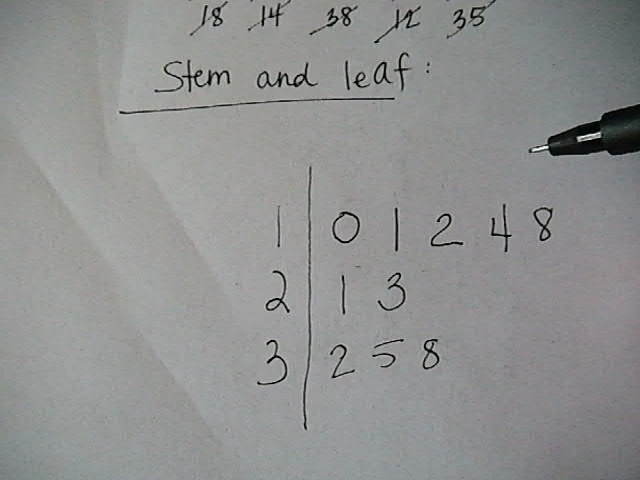 18 14 38 12 35
Stem and leaf:
1 | 0 1 2 4 8
2 | 1 3
3 | 2 5 8